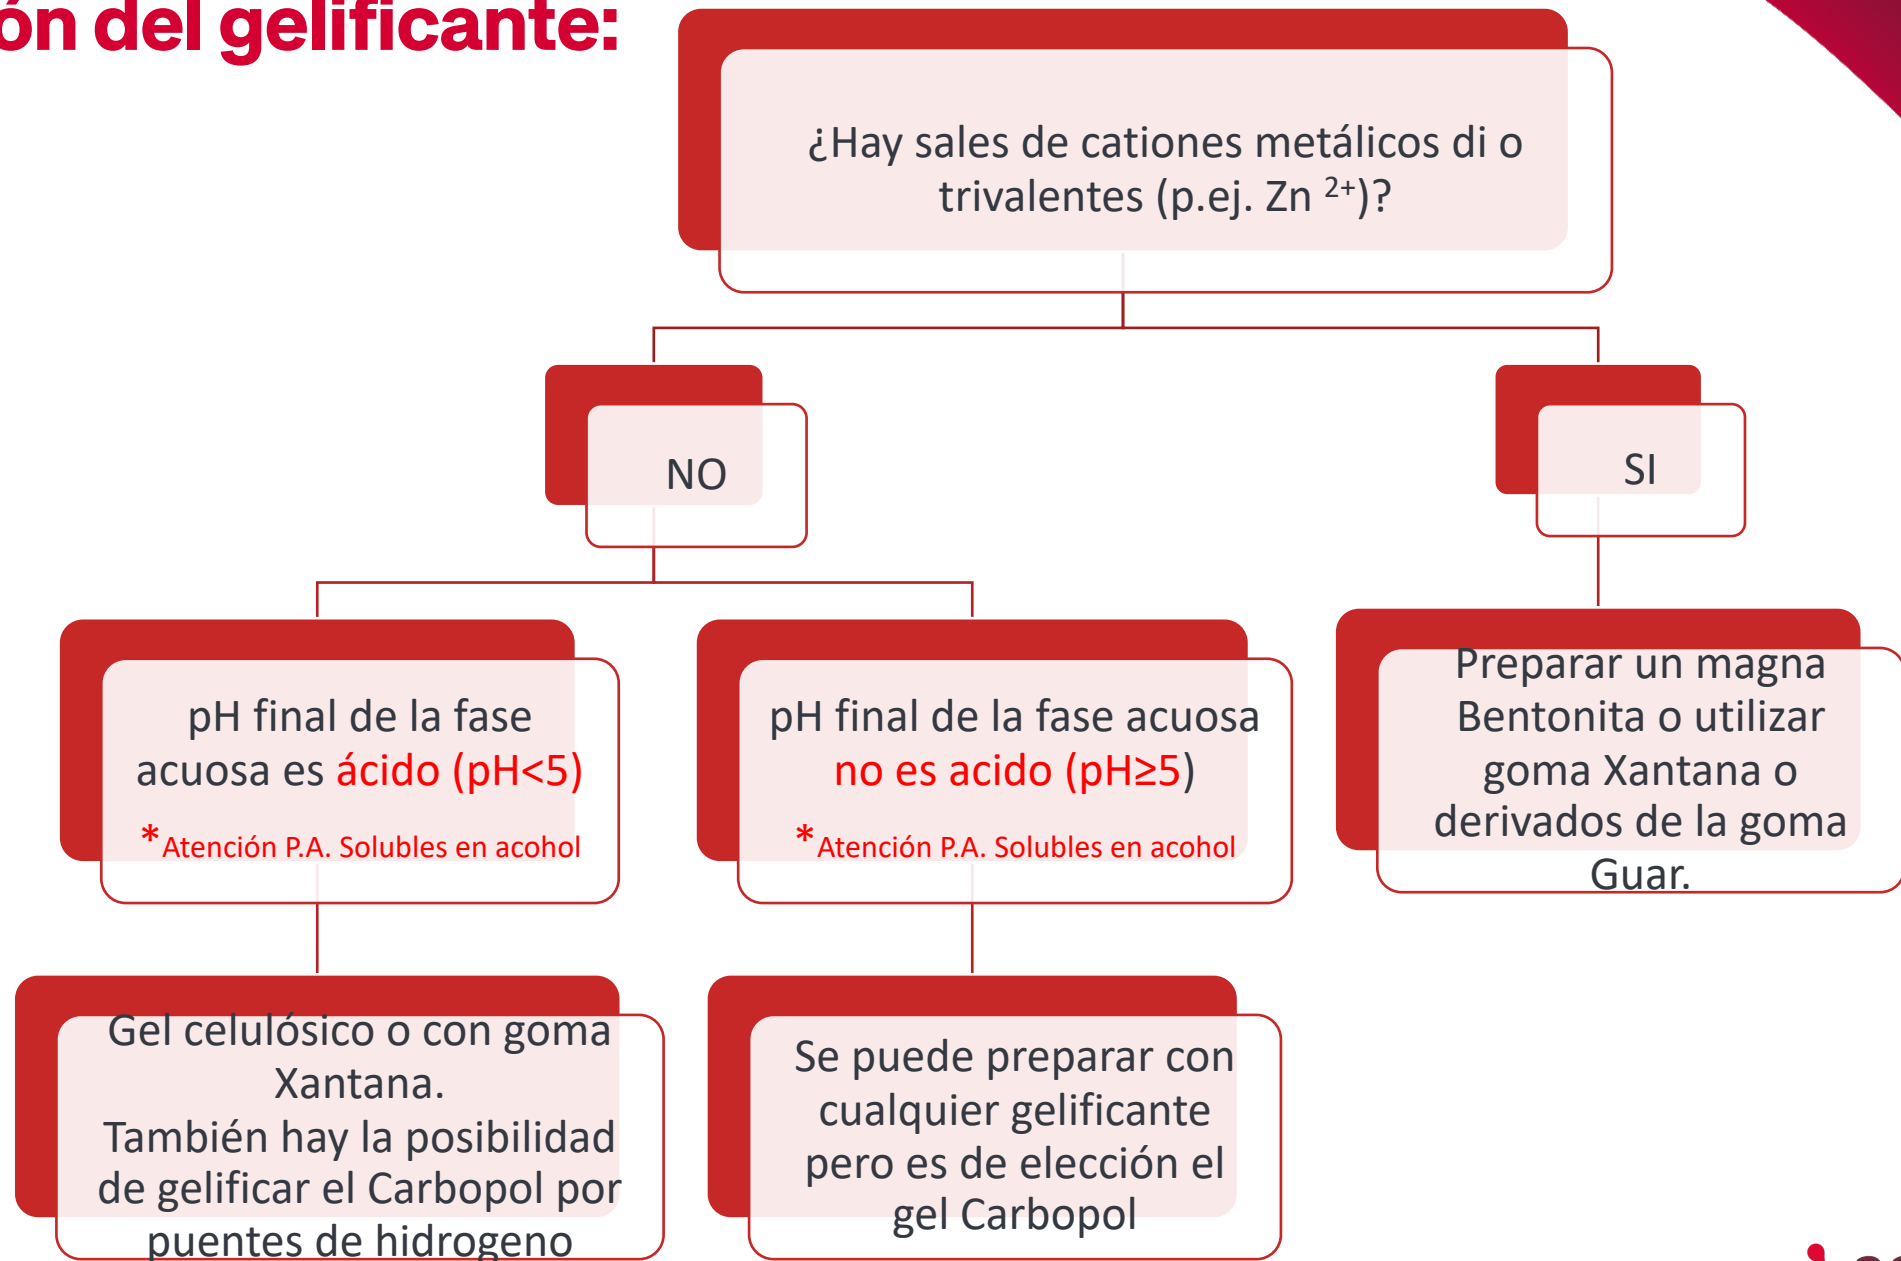 ón del gelificante:
¿Hay sales de cationes metálicos di o
trivalentes (p.ej. Zn ²⁺)?
NO
SI
pH final de la fase
acuosa es ácido (pH<5)
*Atención P.A. Solubles en acohol
pH final de la fase acuosa
no es acido (pH≥5)
*Atención P.A. Solubles en acohol
Preparar un magna
Bentonita o utilizar
goma Xantana o
derivados de la goma
Guar.
Gel celulósico o con goma
Xantana.
También hay la posibilidad
de gelificar el Carbopol por
puentes de hidrogeno
Se puede preparar con
cualquier gelificante
pero es de elección el
gel Carbopol